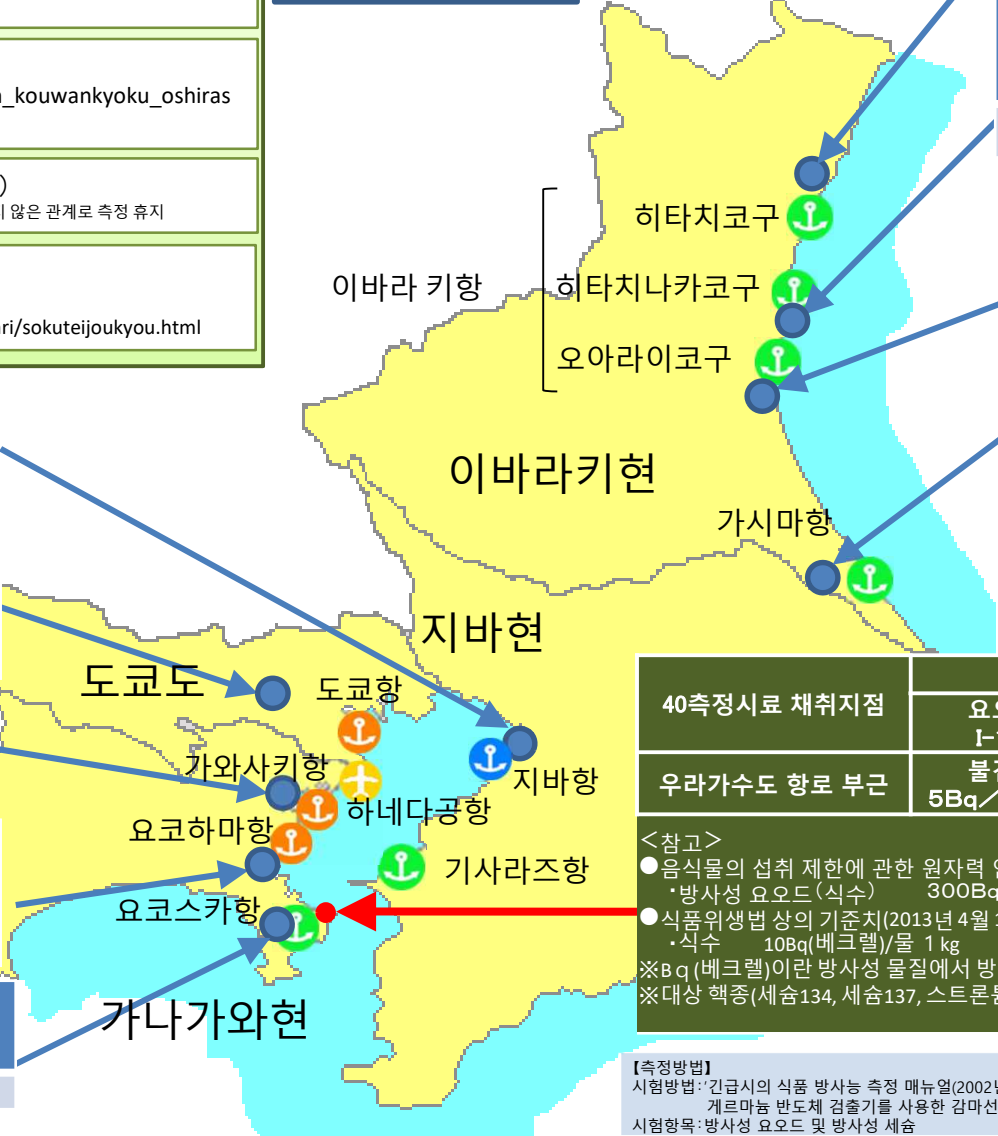 _kouwankyoku_oshiras
)
않은 관계로 측정 휴지
ri/sokuteijoukyou.html
히타치코구
이바라 키항
히타치나카코구
오아라이코구
이바라키현
가시마항
지바현
도쿄도
도쿄항
가와사키항
지바항
하네다공항
요코하마항
기사라즈항
요코스카항
가나가와현
40측정시료 채취지점
요
I-
우라가수도 항로 부근
불
5Bq／
＜참고＞
●음식물의 섭취 제한에 관한 원자력
・방사성 요오드(식수) 300Bq
●식품위생법 상의 기준치(2013년 4월
・식수 10Bq(베크렐)/물 1 kg
※Bq(베크렐)이란 방사성 물질에서 방
※대상 핵종(세슘134, 세슘137, 스트론
【측정방법】
시험방법:‘긴급시의 식품 방사능 측정 매뉴얼(2002년
게르마늄 반도체 검출기를 사용한 감마선
시험항목:방사성 요오드 및 방사성 세슘